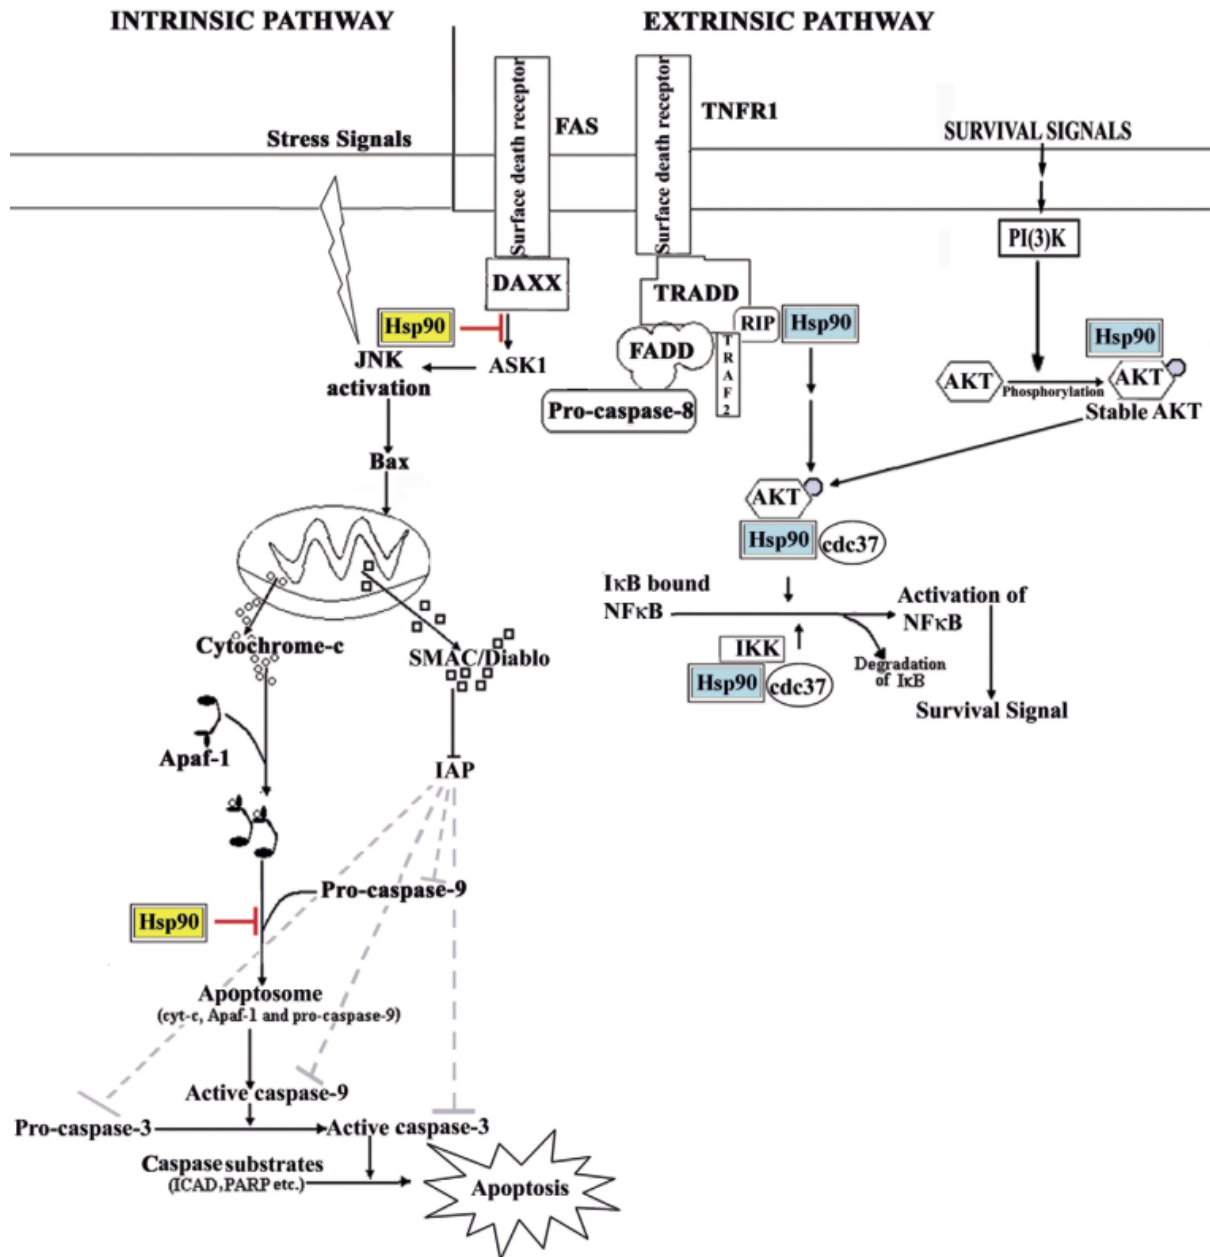 INTRINSIC PATHWAY
EXTRINSIC PATHWAY
Surface death receptor
FAS
Surface death receptor
TNFR1
Stress Signals
SURVIVAL SIGNALS
PI(3)K
DAXX
TRADD
RIP
Hsp90
Hsp90
Hsp90
FADD
TRAF2
JNK
activation
ASK1
AKT
Phosphorylation
AKT
Stable AKT
Pro-caspase-8
Bax
AKT
Hsp90
cdc37
IκB bound
NFκB
Activation of
NFκB
Cytochrome-c
SMAC/Diablo
IKK
Hsp90
cdc37
Degradation
of IκB
Survival Signal
Apaf-1
IAP
Pro-caspase-9
Hsp90
Apoptosome
(cyt-c, Apaf-1 and pro-caspase-9)
Active caspase-9
Pro-caspase-3
Active caspase-3
Caspase substrates
(ICAD, PARP etc.)
Apoptosis